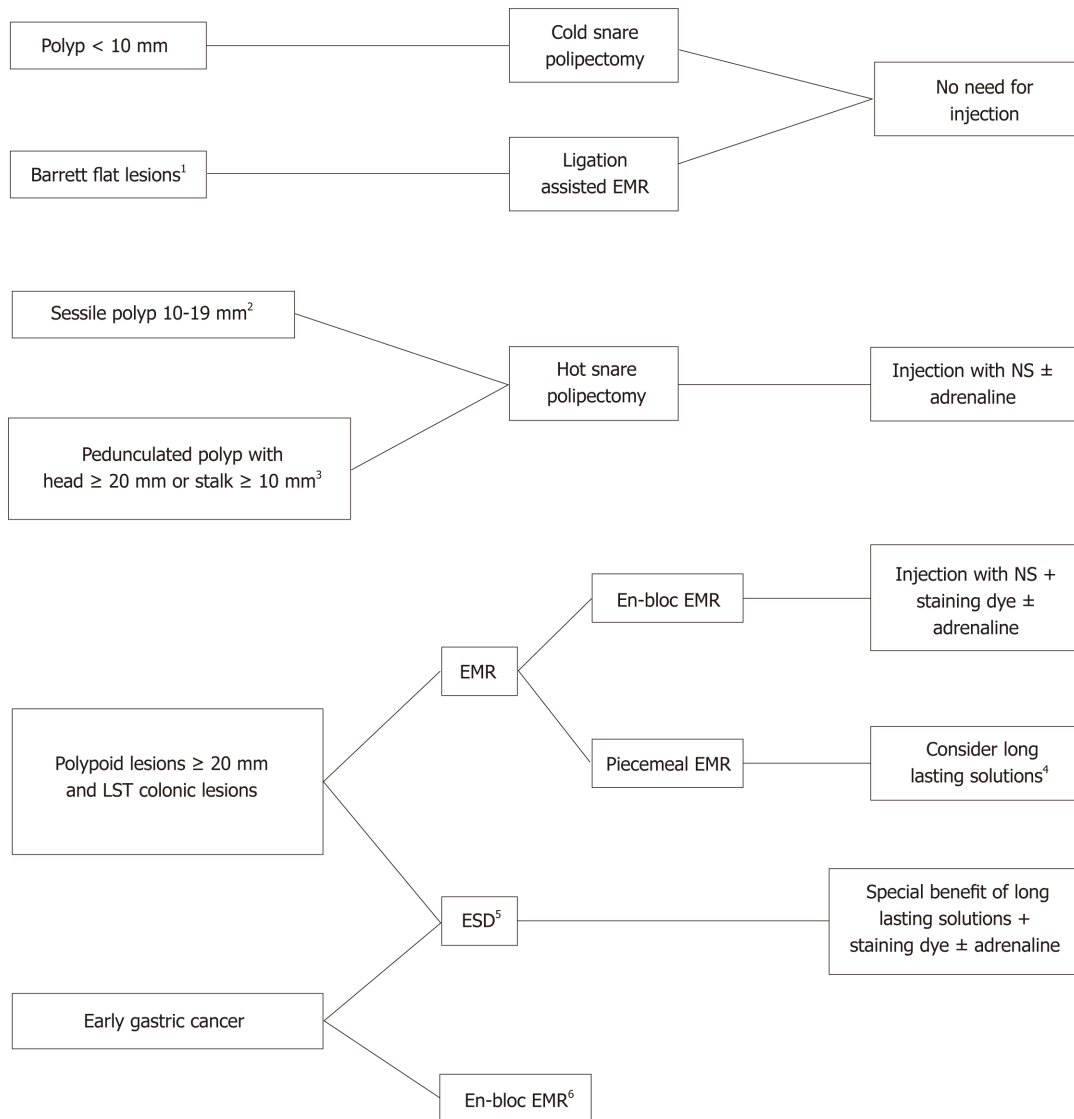 Polyp < 10 mm
Cold snare
polipectomy
No need for
injection
Barrett flat lesions¹
Ligation
assisted EMR
Sessile polyp 10-19 mm²
Hot snare
polipectomy
Injection with NS ±
adrenaline
Pedunculated polyp with
head ≥ 20 mm or stalk ≥ 10 mm³
En-bloc EMR
Injection with NS +
staining dye ±
adrenaline
EMR
Polypoid lesions ≥ 20 mm
and LST colonic lesions
Piecemeal EMR
Consider long
lasting solutions⁴
ESD⁵
Special benefit of long
lasting solutions +
staining dye ± adrenaline
Early gastric cancer
En-bloc EMR⁶